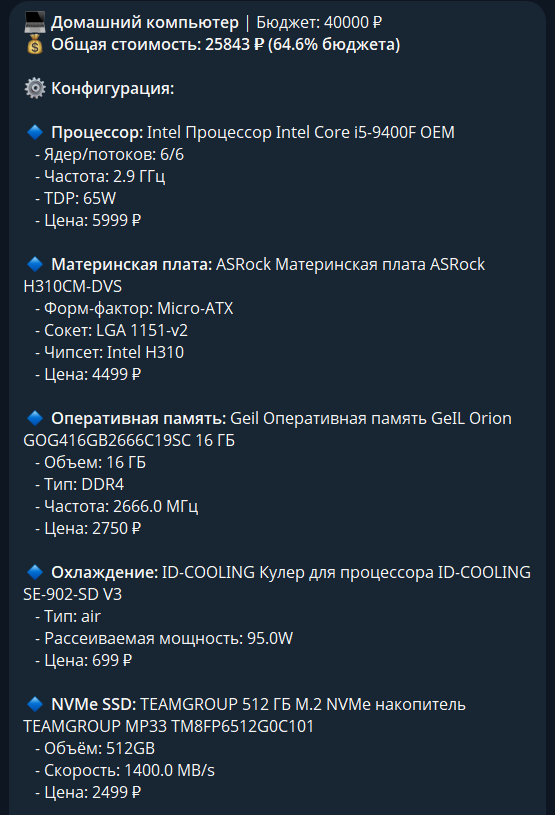 Домашний компьютер | Бюджет: 40000 ₽
Общая стоимость: 25843 ₽ (64.6% бюджета)
Конфигурация:
Процессор: Intel Процессор Intel Core i5-9400F OEM
- Ядер/потоков: 6/6
- Частота: 2.9 ГГц
- TDP: 65W
- Цена: 5999 ₽
Материнская плата: ASRock Материнская плата ASRock
H310CM-DVS
- Форм-фактор: Micro-ATX
- Сокет: LGA 1151-v2
- Чипсет: Intel H310
- Цена: 4499 ₽
Оперативная память: Geil Оперативная память GeIL Orion
GOG416GB2666C19SC 16 ГБ
- Объем: 16 ГБ
- Тип: DDR4
- Частота: 2666.0 МГц
- Цена: 2750 ₽
Охлаждение: ID-COOLING Кулер для процессора ID-COOLING
SE-902-SD V3
- Тип: air
- Рассеиваемая мощность: 95.0W
- Цена: 699 ₽
NVMe SSD: TEAMGROUP 512 ГБ M.2 NVMe накопитель
TEAMGROUP MP33 TM8FP6512G0C101
- Объём: 512GB
- Скорость: 1400.0 MB/s
- Цена: 2499 ₽